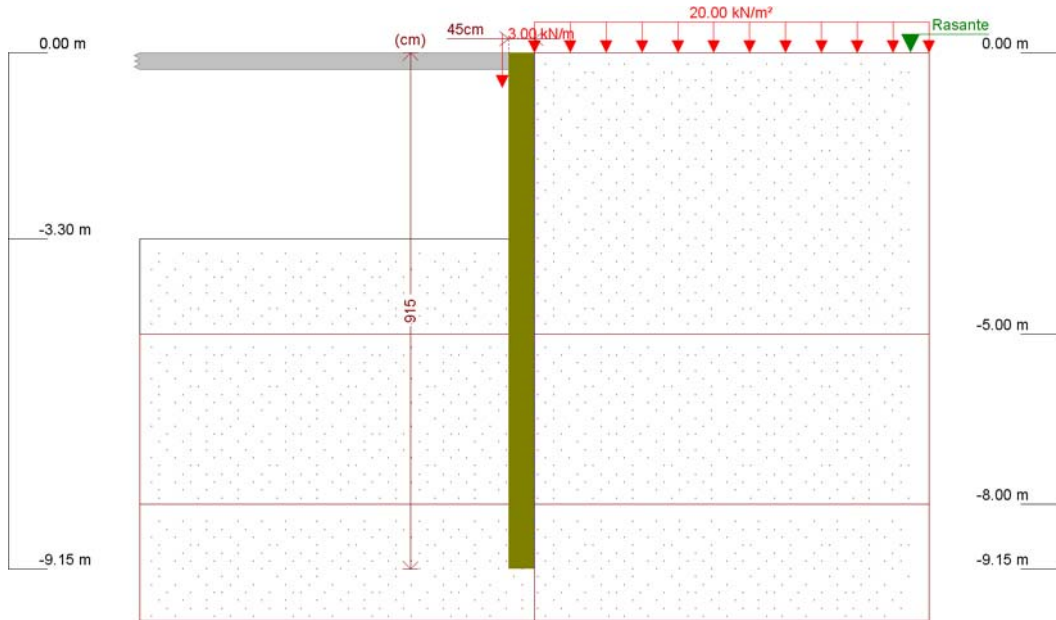 20.00 kN/m²
45cm
3.00 kN/m
Rasante
(cm)
0.00 m
0.00 m
-3.30 m
915
-5.00 m
-8.00 m
-9.15 m
-9.15 m